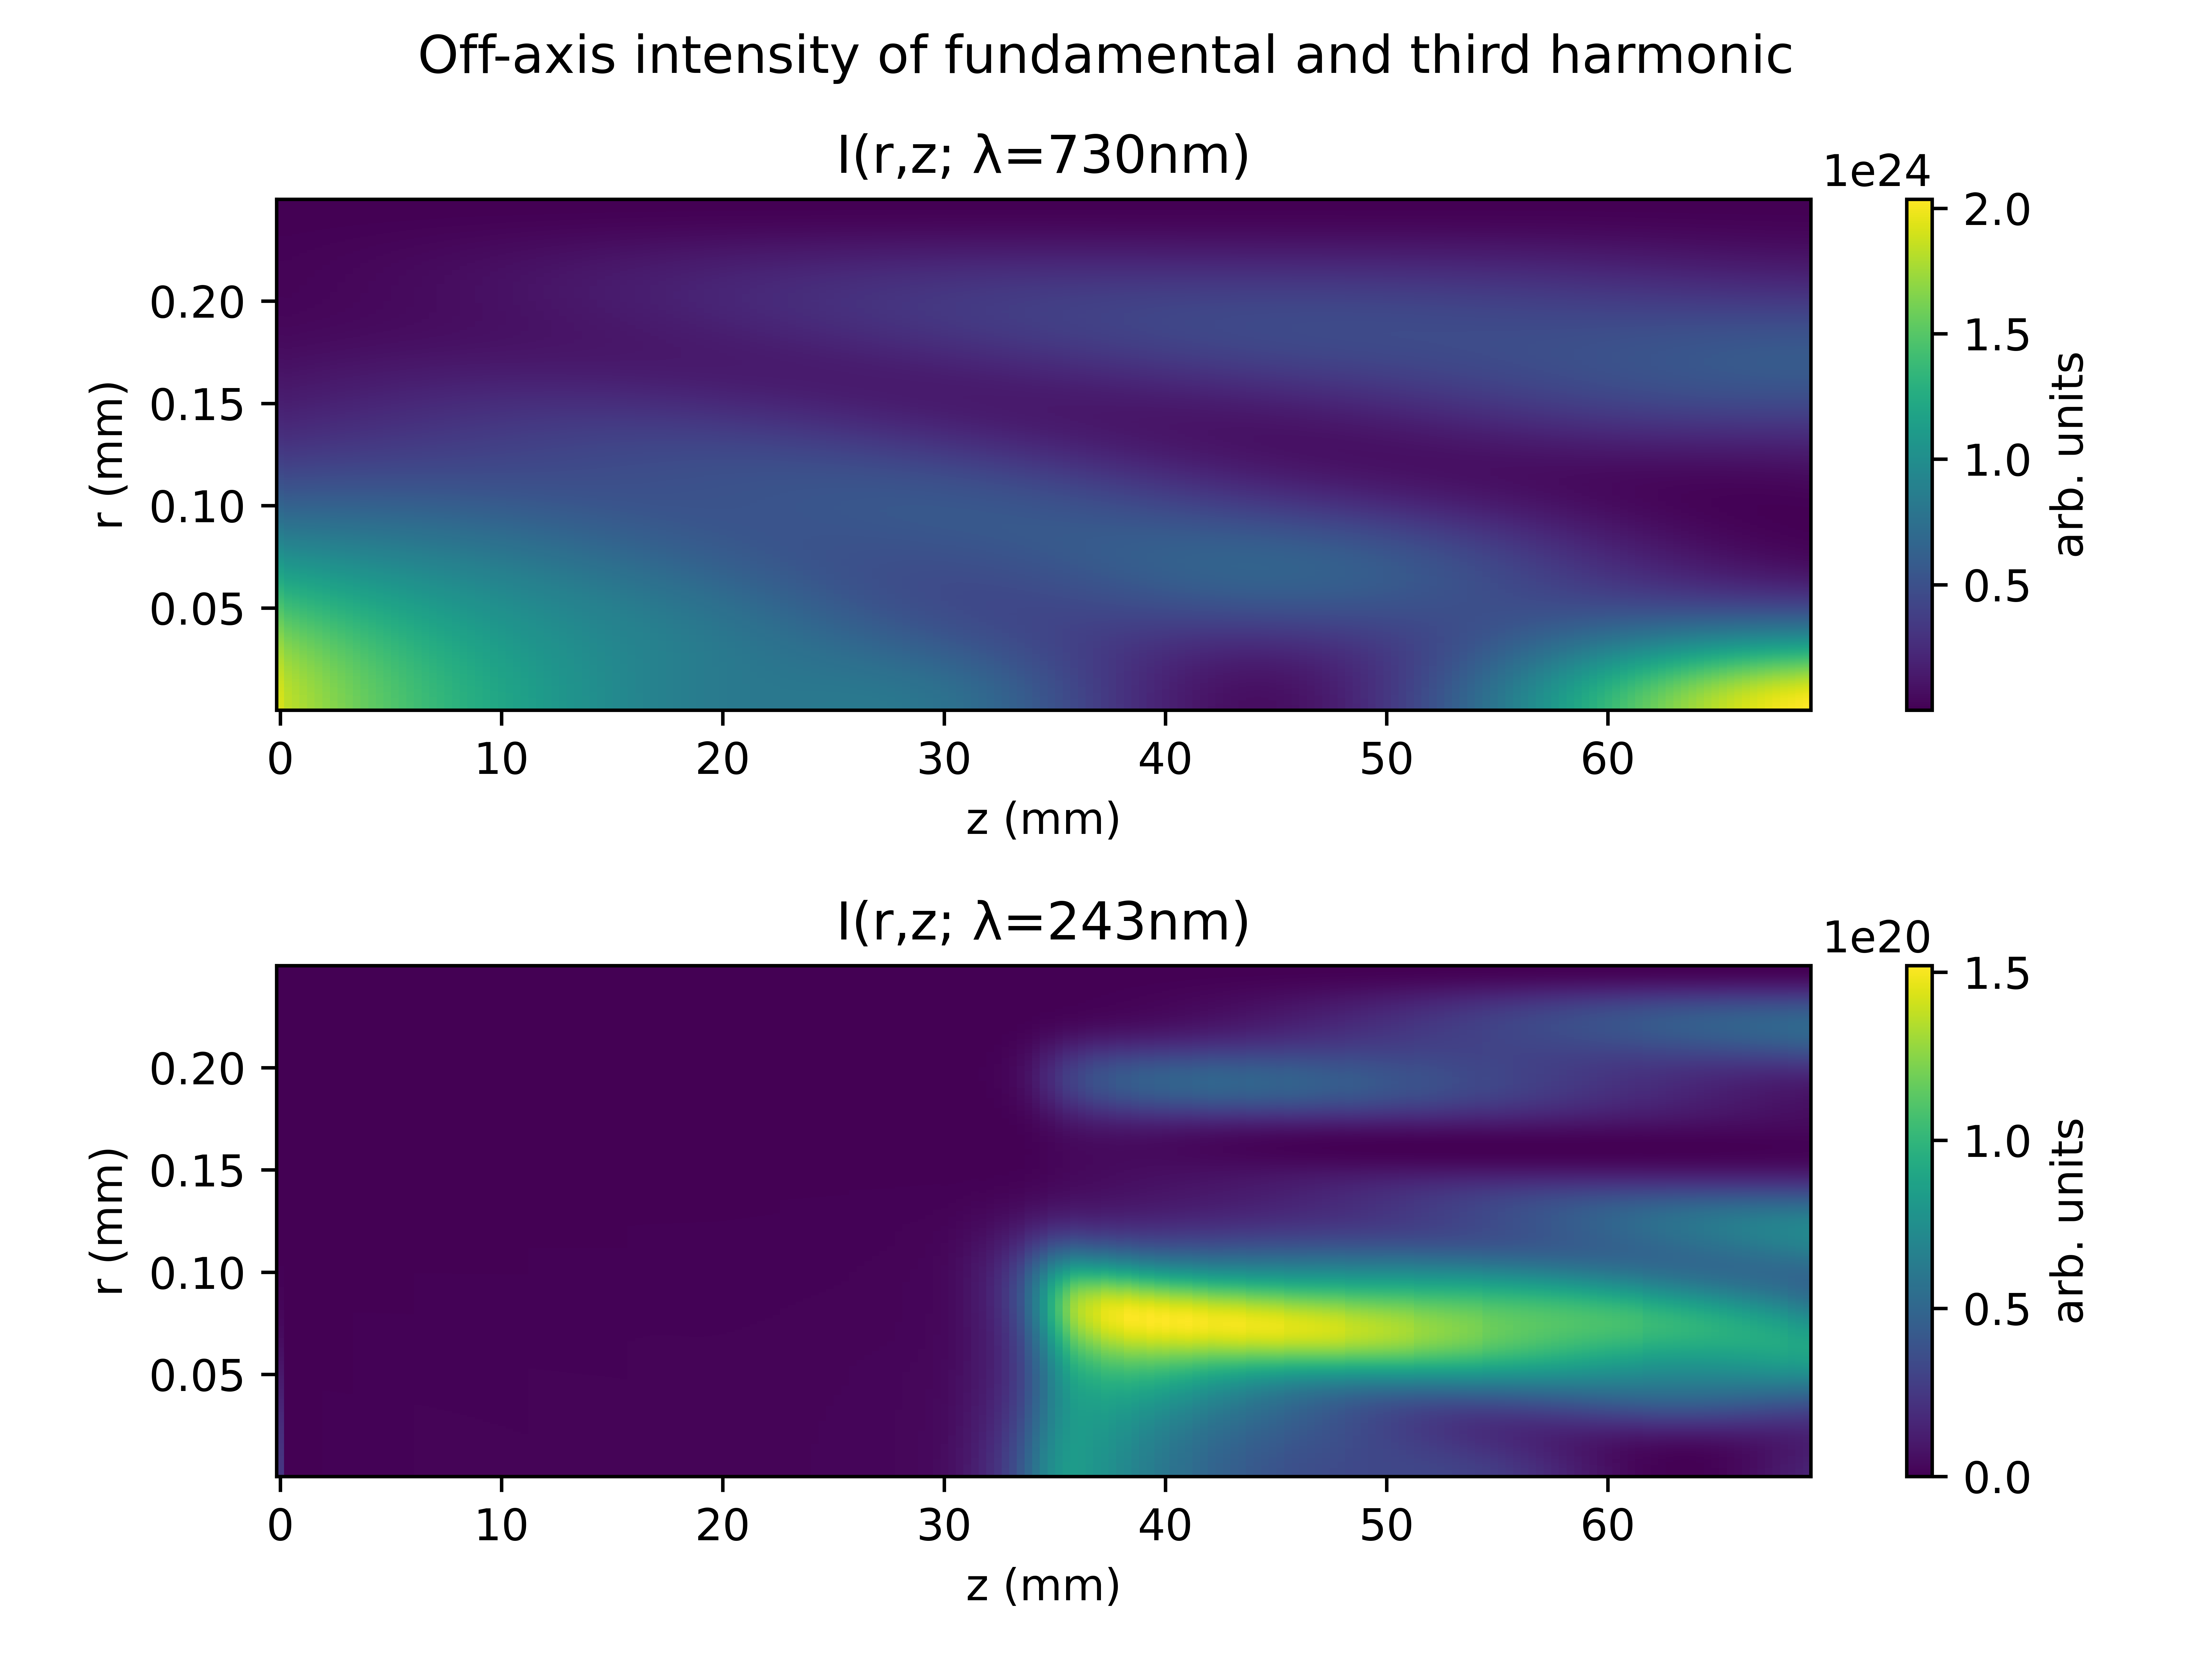 Off-axis intensity of fundamental and third harmonic
I(r,z; λ=730nm)
1e24
2.0
1.5
1.0
0.5
arb. units
0.20
0.15
0.10
0.05
r (mm)
0 10 20 30 40 50 60
z (mm)
I(r,z; λ=243nm)
1e20
1.5
1.0
0.5
0.0
arb. units
0.20
0.15
0.10
0.05
r (mm)
0 10 20 30 40 50 60
z (mm)